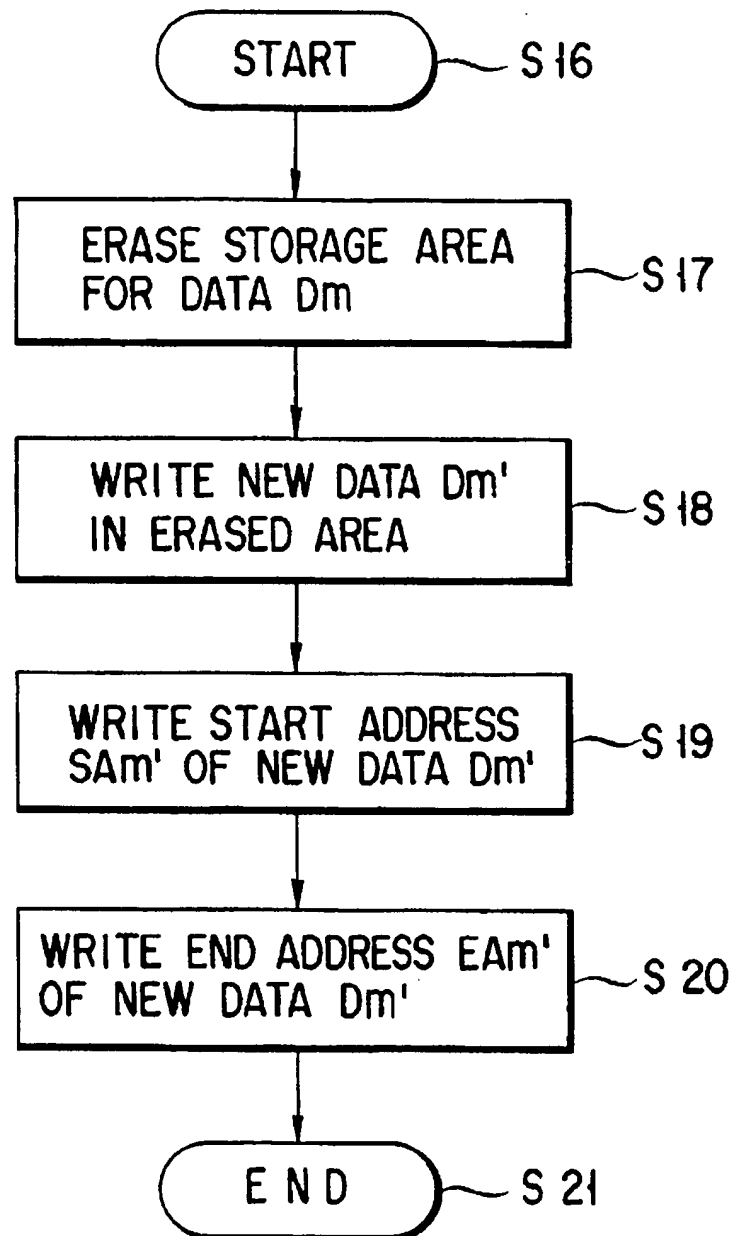 START
S16
ERASE STORAGE AREA
FOR DATA Dm
S17
WRITE NEW DATA Dm'
IN ERASED AREA
S18
WRITE START ADDRESS
SAm' OF NEW DATA Dm'
S19
WRITE END ADDRESS EAm'
OF NEW DATA Dm'
S20
END
S21